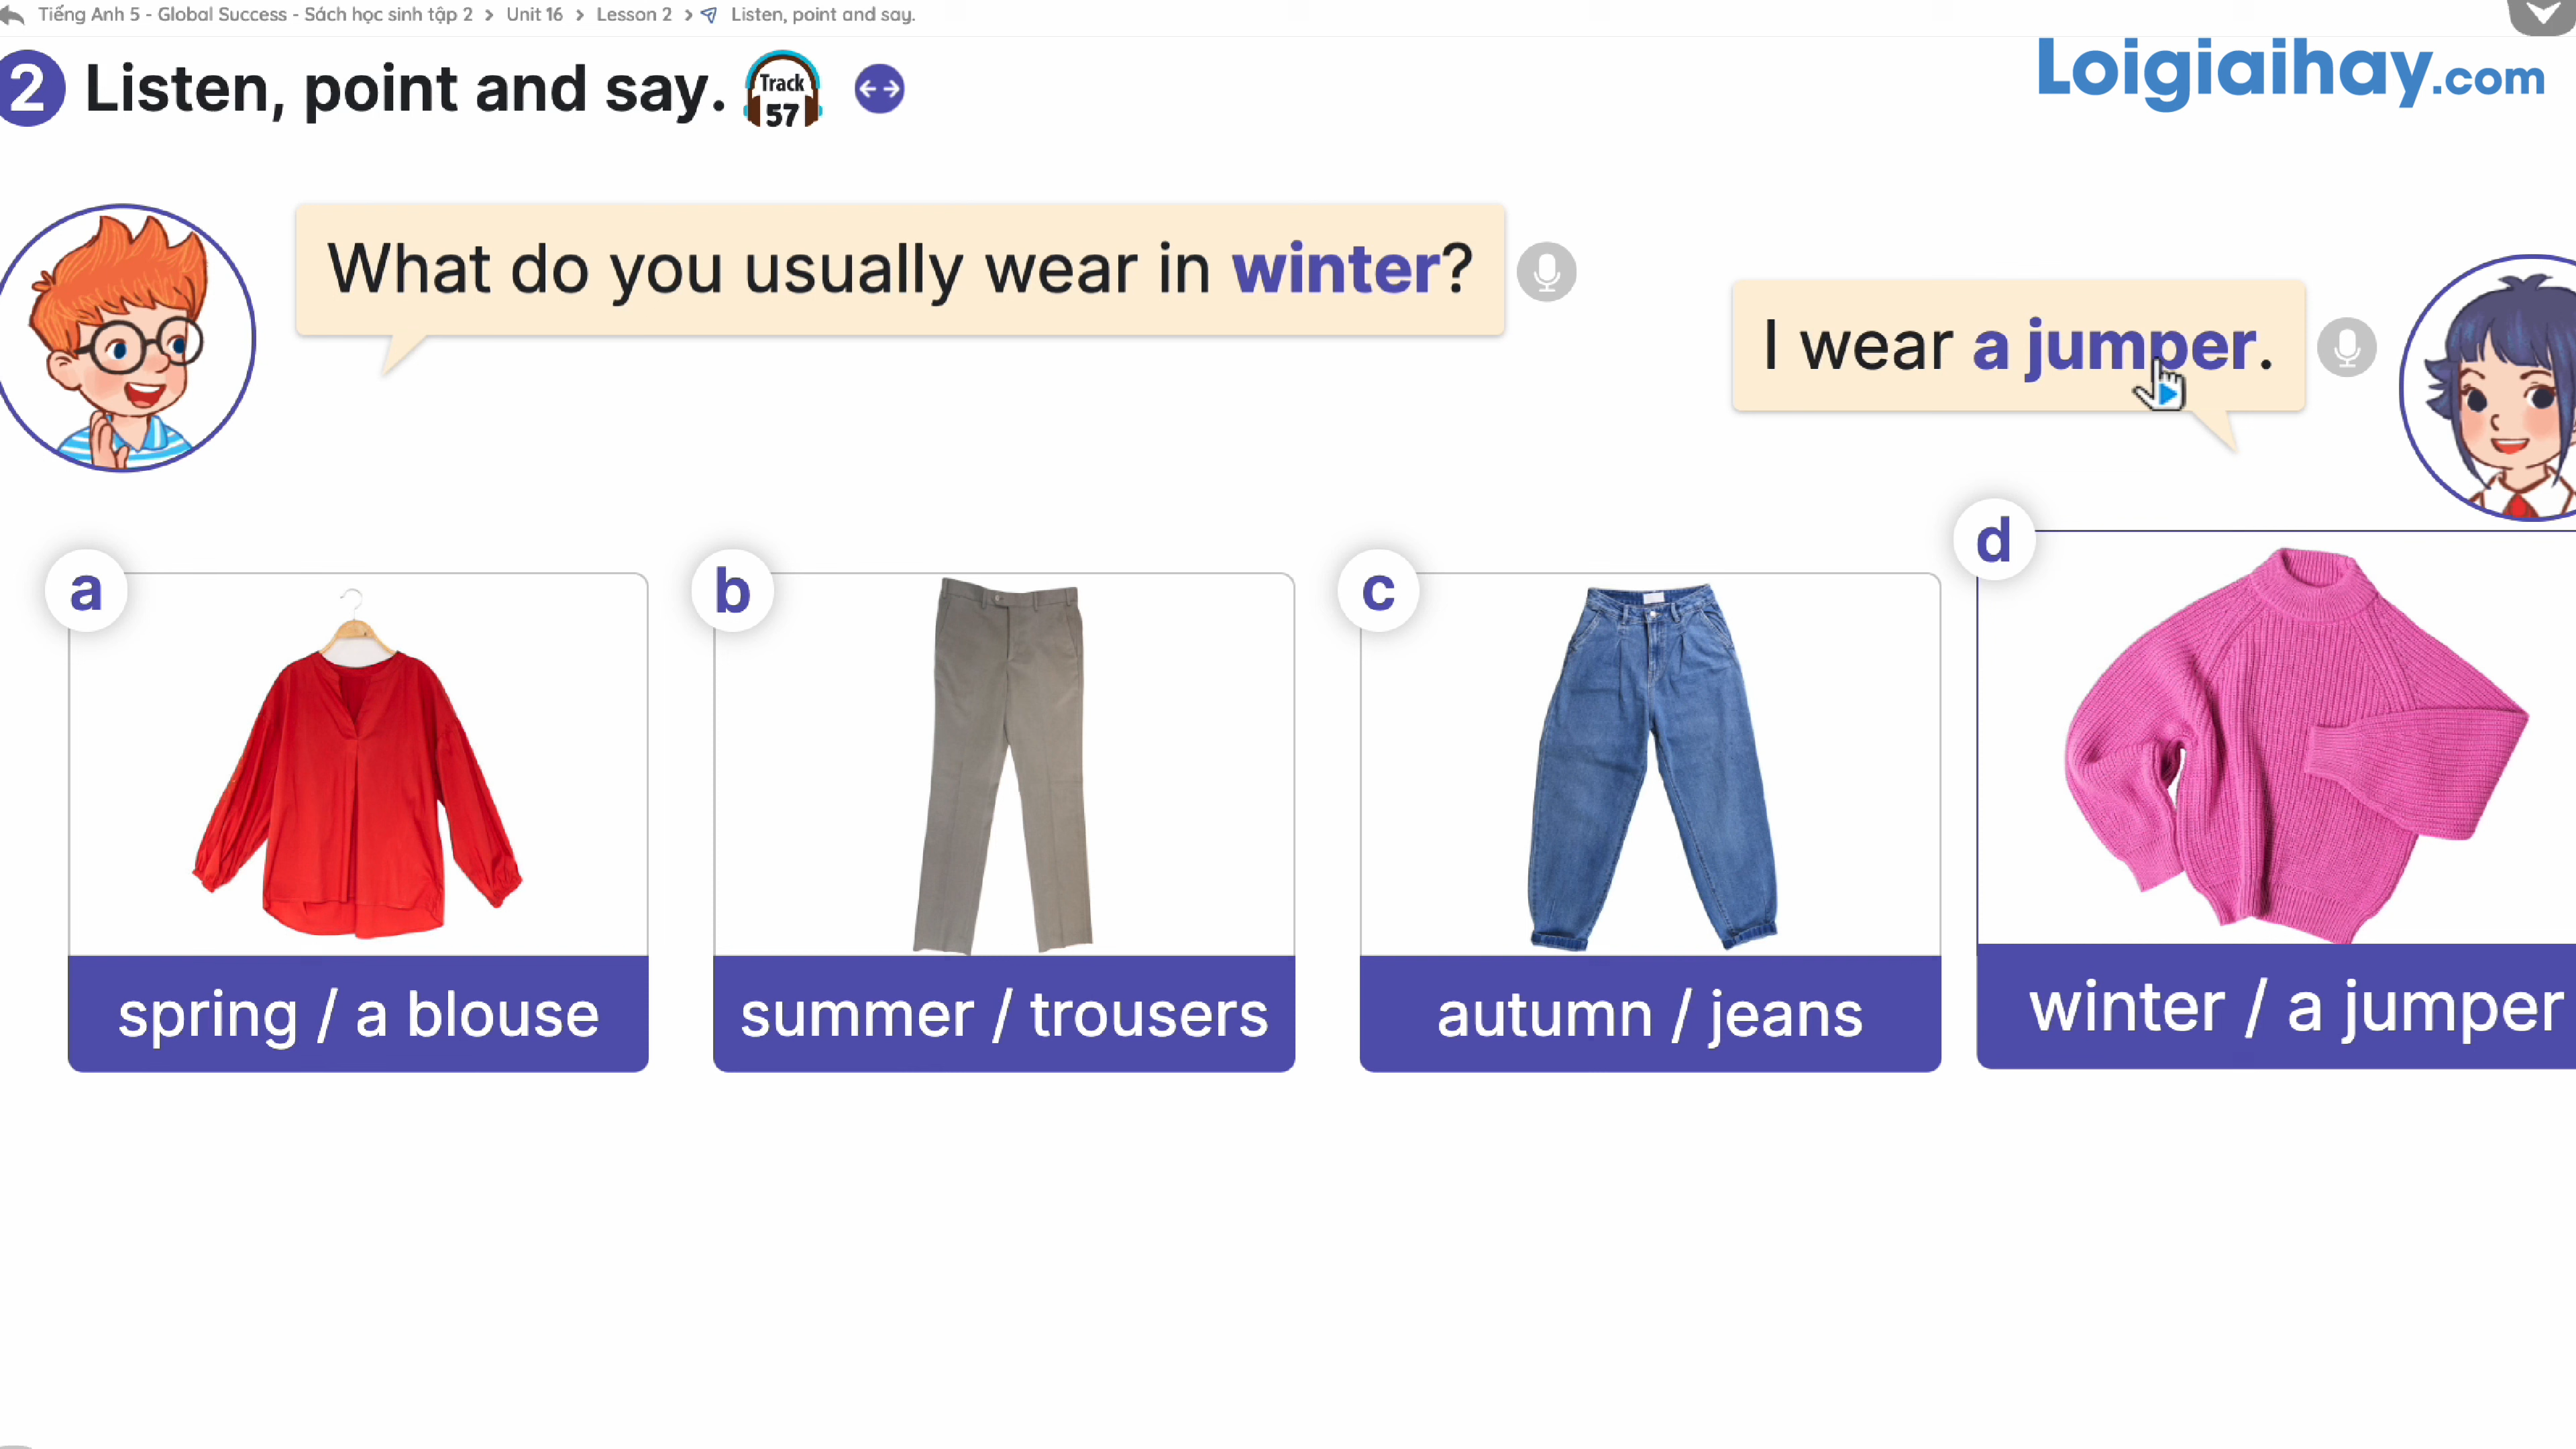 Tiếng Anh 5 - Global Success - Sách học sinh tập 2 > Unit 16 > Lesson 2 > Listen, point and say.
Loigiaihay.com
2 Listen, point and say. Track 57
What do you usually wear in winter?
I wear a jumper.
a
b
c
d
spring / a blouse
summer / trousers
autumn / jeans
winter / a jumper